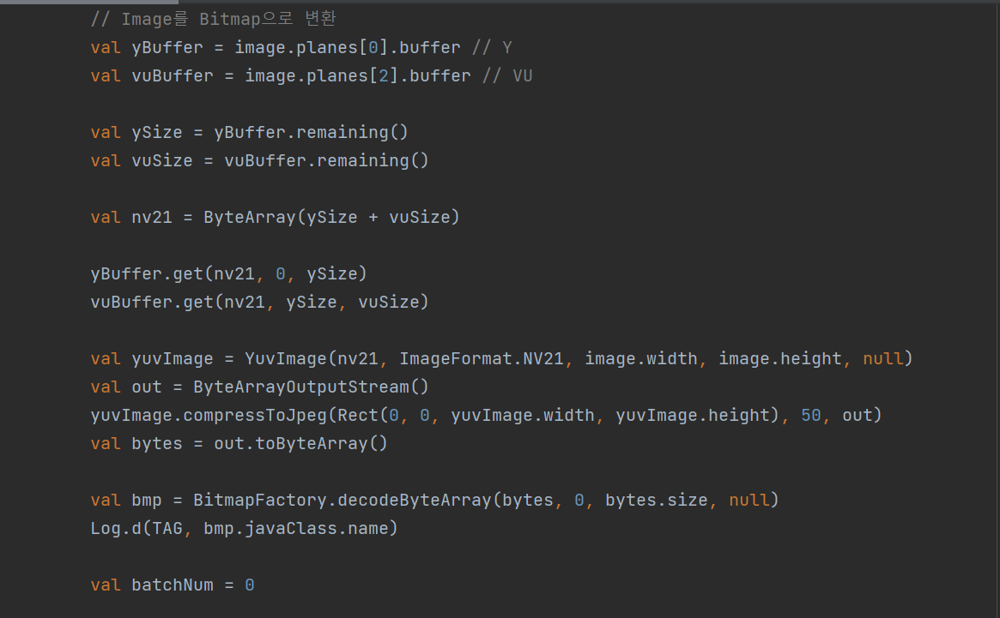 // Image를 Bitmap으로 변환
val yBuffer = image.planes[0].buffer // Y
val vuBuffer = image.planes[2].buffer // VU
val ySize = yBuffer.remaining()
val vuSize = vuBuffer.remaining()
val nv21 = ByteArray(ySize + vuSize)
yBuffer.get(nv21, 0, ySize)
vuBuffer.get(nv21, ySize, vuSize)
val yuvImage = YuvImage(nv21, ImageFormat.NV21, image.width, image.height, null)
val out = ByteArrayOutputStream()
yuvImage.compressToJpeg(Rect(0, 0, yuvImage.width, yuvImage.height), 50, out)
val bytes = out.toByteArray()
val bmp = BitmapFactory.decodeByteArray(bytes, 0, bytes.size, null)
Log.d(TAG, bmp.javaClass.name)
val batchNum = 0